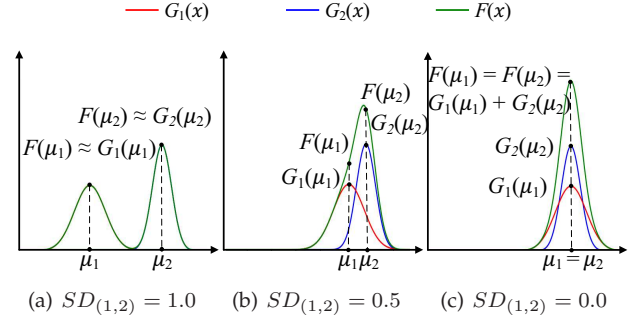 G₁(x) G₂(x) F(x)
F(μ₂) ≈ G₂(μ₂)
F(μ₁) ≈ G₁(μ₁)
μ₁ μ₂
(a) SD₍₁,₂₎ = 1.0
F(μ₂)
G₂(μ₂)
F(μ₁)
G₁(μ₁)
μ₁ μ₂
(b) SD₍₁,₂₎ = 0.5
F(μ₁) = F(μ₂) =
G₁(μ₁) + G₂(μ₂)
G₂(μ₂)
G₁(μ₁)
μ₁ = μ₂
(c) SD₍₁,₂₎ = 0.0